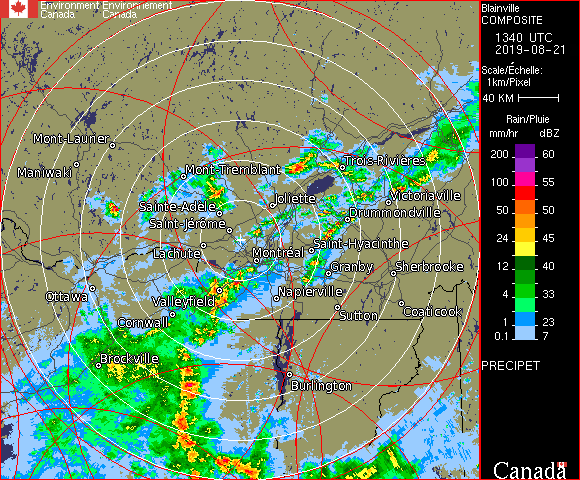 Environment Environnement
Canada Canada
Blainville
COMPOSITE
1340 UTC
2019-08-21
Scale/Échelle:
1km/Pixel
40 KM
Rain/Pluie
mm/hr dBZ
200 60
150 57
100 55
50 50
24 45
12 40
4 33
1 23
0.1 7
PRECIPET
Canada
Mont-Laurier
Maniwaki
Mont-Tremblant
Trois-Rivières
Joliette
Victoriaville
Sainte-Adèle
Drummondville
Saint-Jérôme
Saint-Hyacinthe
Lachute
Montréal
Granby
Sherbrooke
Ottawa
Valleyfield
Napierville
Coaticook
Cornwall
Sutton
Brockville
Burlington